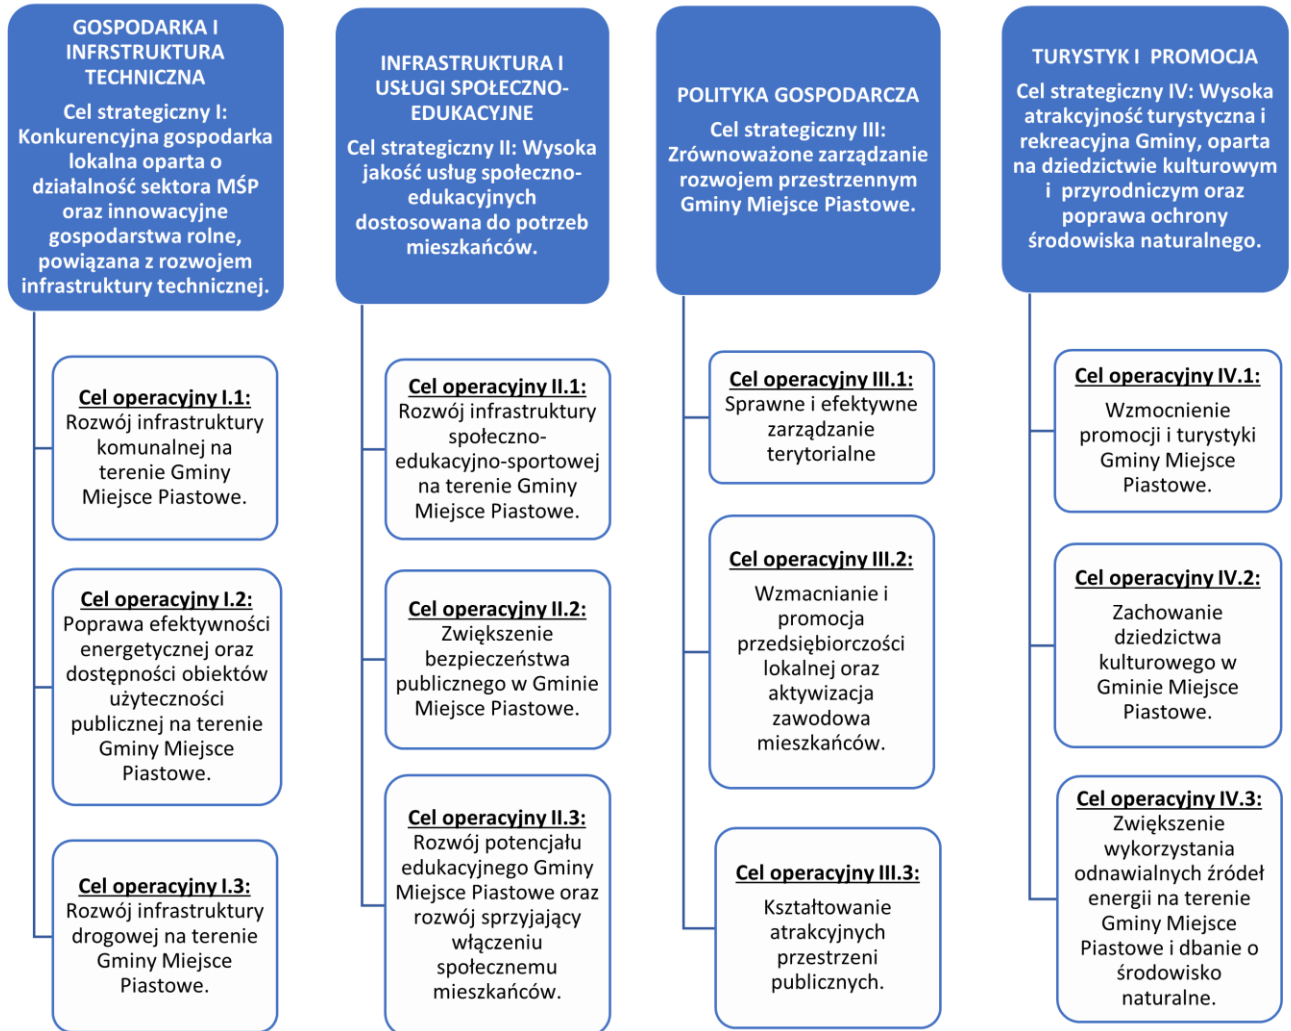 GOSPODARKA I
INFRSTRUKTURA
TECHNICZNA
Cel strategiczny I:
Konkurencyjna gospodarka
lokalna oparta o
działalność sektora MŚP
oraz innowacyjne
gospodarstwa rolne,
powiązana z rozwojem
infrastruktury technicznej.
Cel operacyjny I.1:
Rozwój infrastruktury
komunalnej na
terenie Gminy
Miejsce Piastowe.
Cel operacyjny I.2:
Poprawa efektywności
energetycznej oraz
dostępności obiektów
użyteczności
publicznej na terenie
Gminy Miejsce
Piastowe.
Cel operacyjny I.3:
Rozwój infrastruktury
drogowej na terenie
Gminy Miejsce
Piastowe.
INFRASTRUKTURA I
USŁUGI SPOŁECZNO-
EDUKACYJNE
Cel strategiczny II: Wysoka
jakość usług społeczno-
edukacyjnych
dostosowana do potrzeb
mieszkańców.
Cel operacyjny II.1:
Rozwój infrastruktury
społeczno-
edukacyjno-sportowej
na terenie Gminy
Miejsce Piastowe.
Cel operacyjny II.2:
Zwiększenie
bezpieczeństwa
publicznego w Gminie
Miejsce Piastowe.
Cel operacyjny II.3:
Rozwój potencjału
edukacyjnego Gminy
Miejsce Piastowe oraz
rozwój sprzyjający
włączeniu
społecznemu
mieszkańców.
POLITYKA GOSPODARCZA
Cel strategiczny III:
Zrównoważone zarządzanie
rozwojem przestrzennym
Gminy Miejsce Piastowe.
Cel operacyjny III.1:
Sprawne i efektywne
zarządzanie
terytorialne
Cel operacyjny III.2:
Wzmacnianie i
promocja
przedsiębiorczości
lokalnej oraz
aktywizacja
zawodowa
mieszkańców.
Cel operacyjny III.3:
Kształtowanie
atrakcyjnych
przestrzeni
publicznych.
TURYSTYK I  PROMOCJA
Cel strategiczny IV: Wysoka
atrakcyjność turystyczna i
rekreacyjna Gminy, oparta
na dziedzictwie kulturowym
i  przyrodniczym oraz
poprawa ochrony
środowiska naturalnego.
Cel operacyjny IV.1:
Wzmocnienie
promocji i turystyki
Gminy Miejsce
Piastowe.
Cel operacyjny IV.2:
Zachowanie
dziedzictwa
kulturowego w
Gminie Miejsce
Piastowe.
Cel operacyjny IV.3:
Zwiększenie
wykorzystania
odnawialnych źródeł
energii na terenie
Gminy Miejsce
Piastowe i dbanie o
środowisko
naturalne.